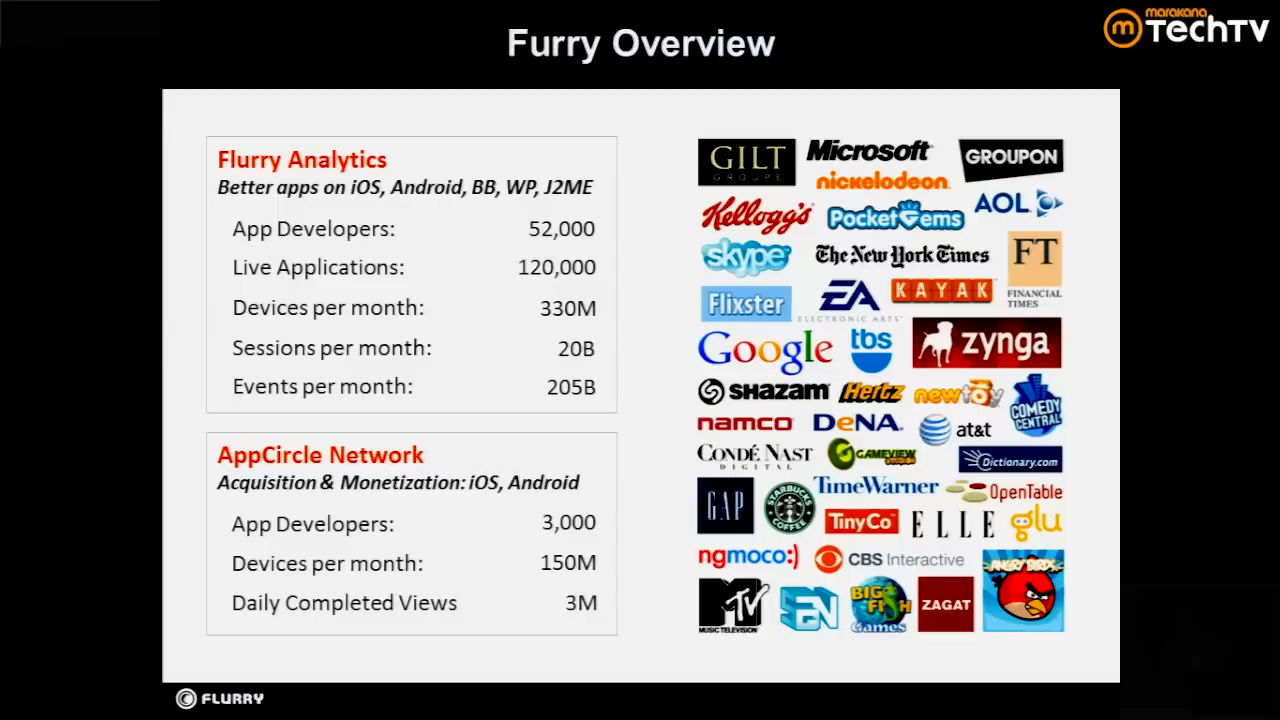 marakana
TechTV
Furry Overview
Flurry Analytics
Better apps on iOS, Android, BB, WP, J2ME
App Developers: 52,000
Live Applications: 120,000
Devices per month: 330M
Sessions per month: 20B
Events per month: 205B
AppCircle Network
Acquisition & Monetization: iOS, Android
App Developers: 3,000
Devices per month: 150M
Daily Completed Views 3M
GILT
GROUPE
Microsoft
GROUPON
nickelodeon
Kellogg's
PocketGems
AOL
skype
The New York Times
FT
FINANCIAL
TIMES
Flixster
EA
ELECTRONIC ARTS
KAYAK
Google
tbs
zynga
SHAZAM
Hertz
newtoy
COMEDY
CENTRAL
namco
DeNA
at&t
CONDÉ NAST
DIGITAL
GAMEVIEW
Dictionary.com
GAP
STARBUCKS
COFFEE
TimeWarner
OpenTable
TinyCo
ELLE
glu
ngmoco:)
CBS Interactive
ANGRY BIRDS
MTV
MUSIC TELEVISION
BIG
FISH
Games
ZAGAT
FLURRY